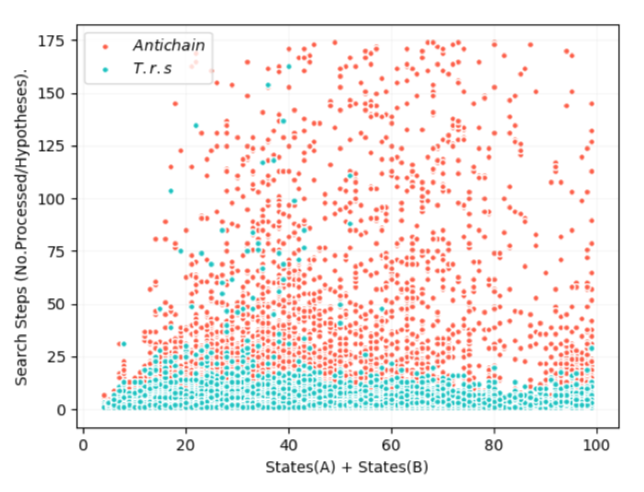 Antichain
T.r.s
175
150
125
100
75
50
25
0
Search Steps (No.Processed/Hypotheses).
0 20 40 60 80 100
States(A) + States(B)